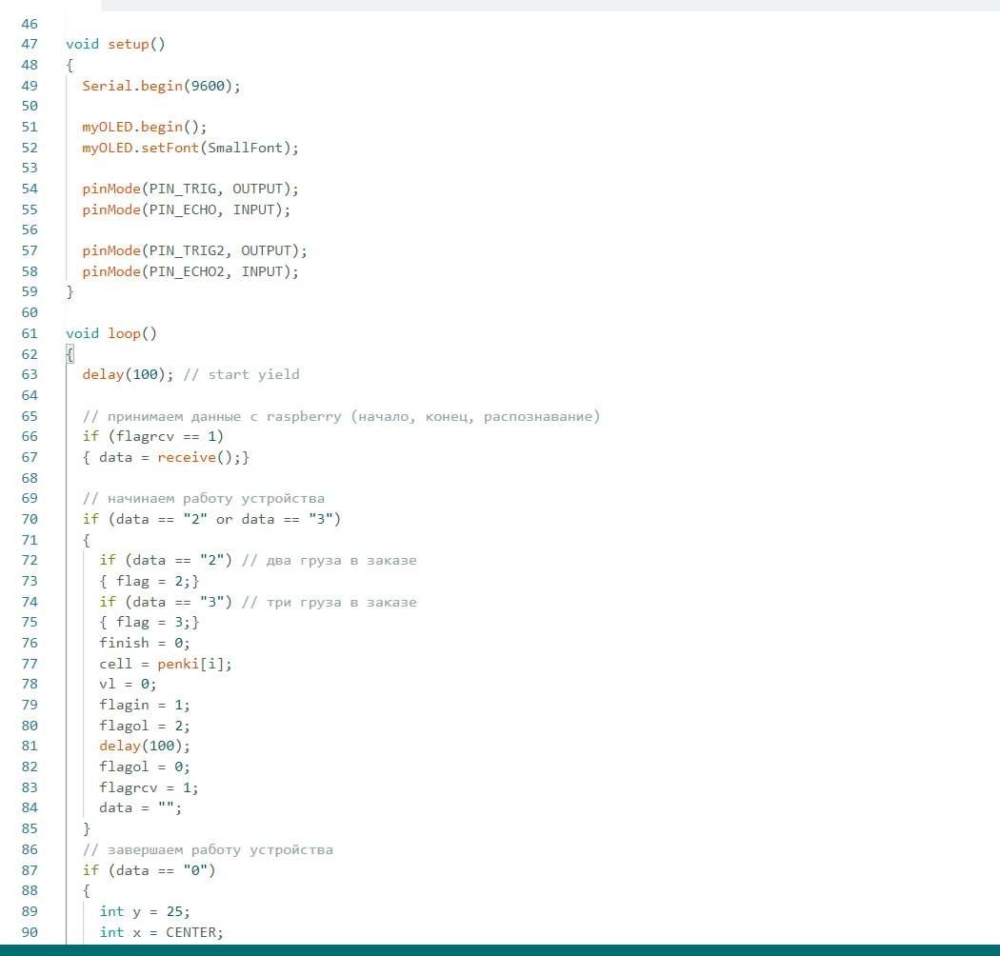 46
47 void setup()
48 {
49 Serial.begin(9600);
50
51 myOLED.begin();
52 myOLED.setFont(SmallFont);
53
54 pinMode(PIN_TRIG, OUTPUT);
55 pinMode(PIN_ECHO, INPUT);
56
57 pinMode(PIN_TRIG2, OUTPUT);
58 pinMode(PIN_ECHO2, INPUT);
59 }
60
61 void loop()
62 {
63 delay(100); // start yield
64
65 // принимаем данные с raspberry (начало, конец, распознавание)
66 if (flagrcv == 1)
67 { data = receive();}
68
69 // начинаем работу устройства
70 if (data == "2" or data == "3")
71 {
72 if (data == "2") // два груза в заказе
73 { flag = 2;}
74 if (data == "3") // три груза в заказе
75 { flag = 3;}
76 finish = 0;
77 cell = penki[i];
78 vl = 0;
79 flagin = 1;
80 flagol = 2;
81 delay(100);
82 flagol = 0;
83 flagrcv = 1;
84 data = "";
85 }
86 // завершаем работу устройства
87 if (data == "0")
88 {
89 int y = 25;
90 int x = CENTER;